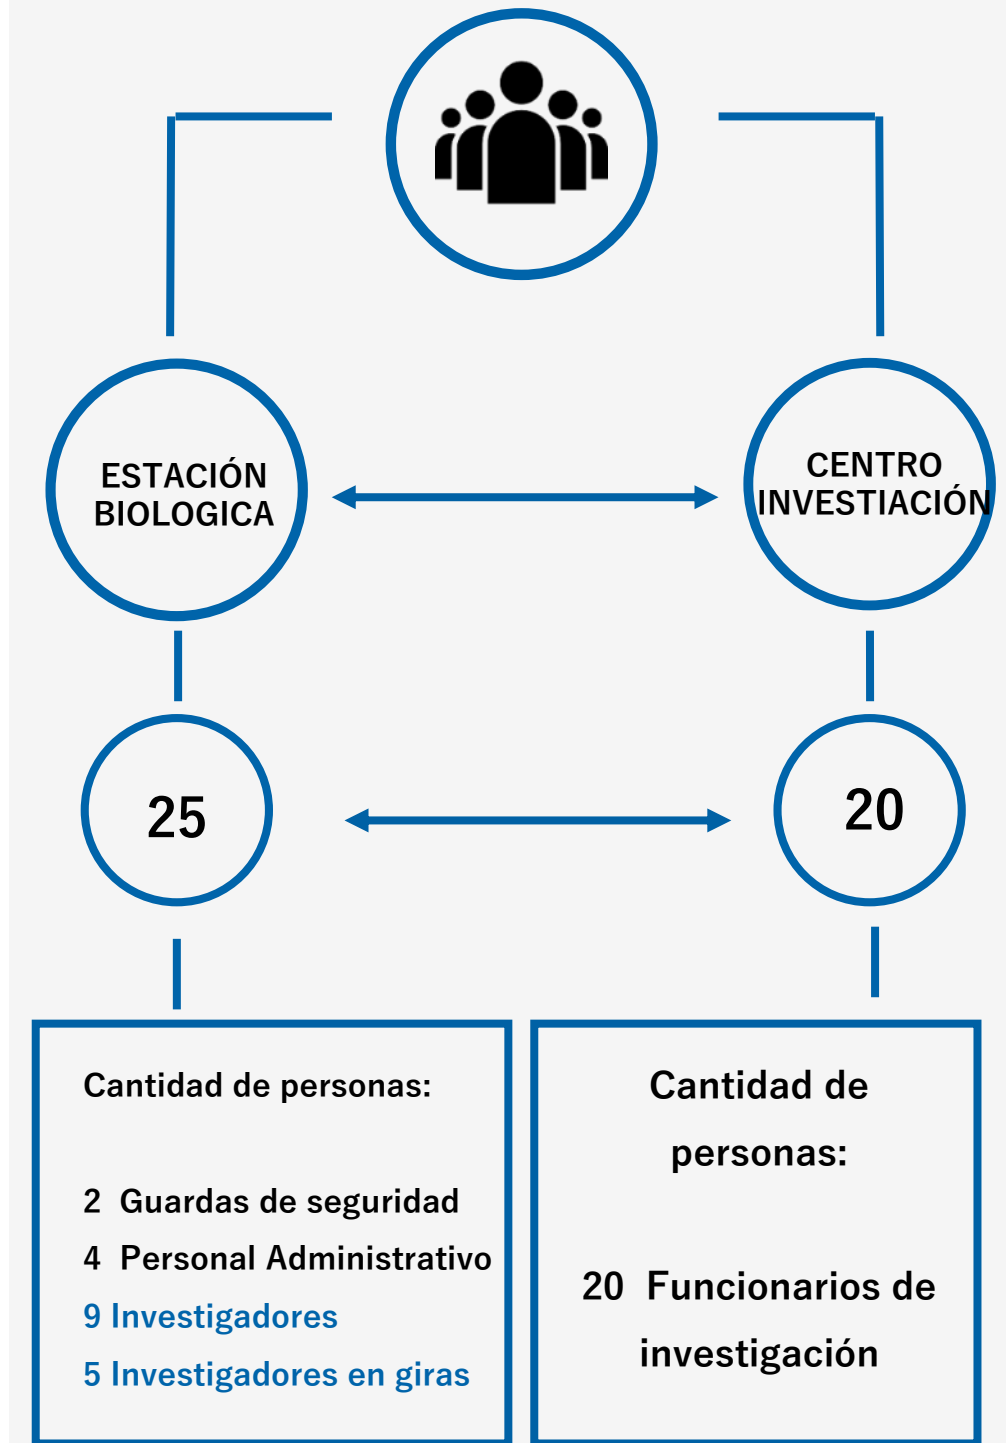 ESTACIÓN
BIOLOGICA
CENTRO
INVESTIACIÓN
25
20
Cantidad de personas:
2 Guardas de seguridad
4 Personal Administrativo
9 Investigadores
5 Investigadores en giras
Cantidad de
personas:
20 Funcionarios de
investigación